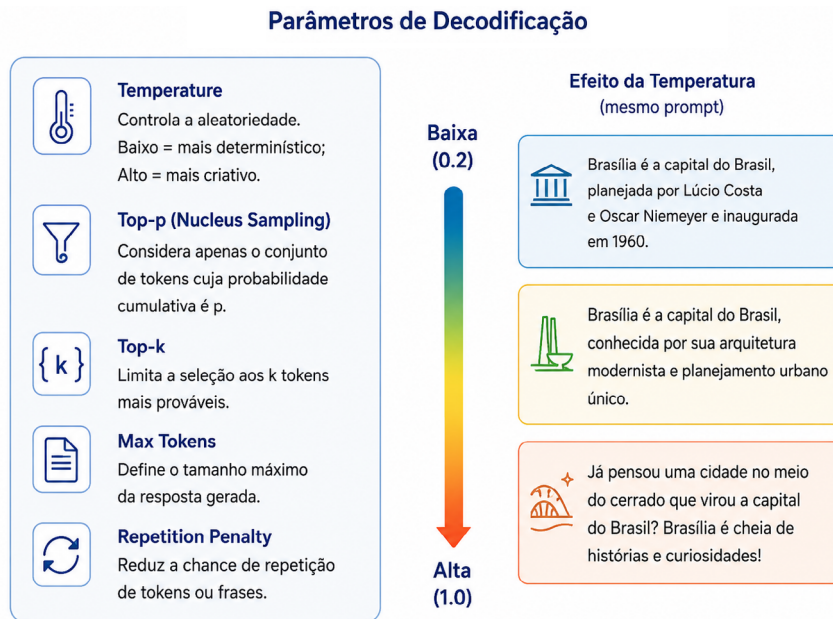 Parâmetros de Decodificação
Temperature
Controla a aleatoriedade.
Baixo = mais determinístico;
Alto = mais criativo.
Top-p (Nucleus Sampling)
Considera apenas o conjunto
de tokens cuja probabilidade
cumulativa é p.
{k}
Top-k
Limita a seleção aos k tokens
mais prováveis.
Max Tokens
Define o tamanho máximo
da resposta gerada.
Repetition Penalty
Reduz a chance de repetição
de tokens ou frases.
Baixa
(0.2)
Alta
(1.0)
Efeito da Temperatura
(mesmo prompt)
Brasília é a capital do Brasil,
planejada por Lúcio Costa
e Oscar Niemeyer e inaugurada
em 1960.
Brasília é a capital do Brasil,
conhecida por sua arquitetura
modernista e planejamento urbano
único.
Já pensou uma cidade no meio
do cerrado que virou a capital
do Brasil? Brasília é cheia de
histórias e curiosidades!